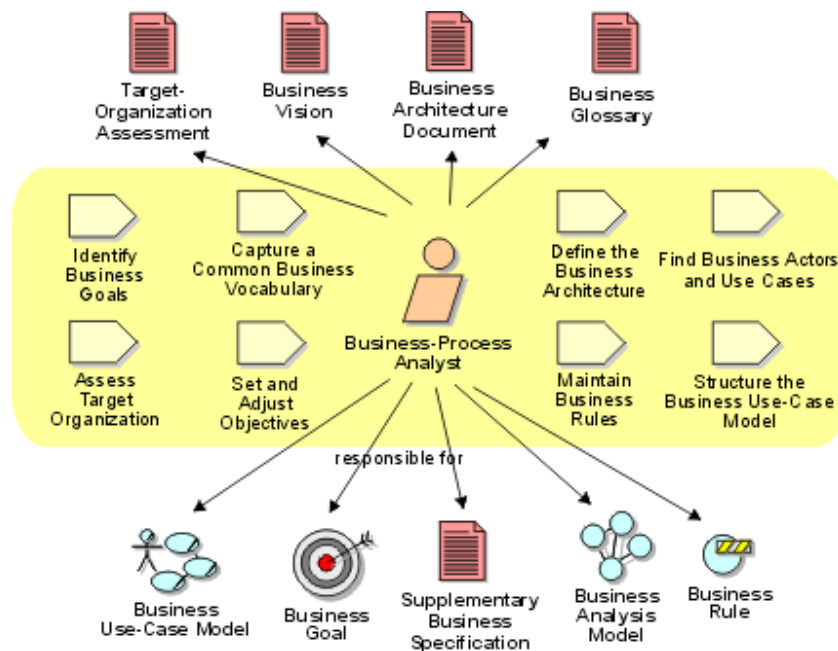 Target-
Organization
Assessment
Business
Vision
Business
Architecture
Document
Business
Glossary
Identify
Business
Goals
Capture a
Common Business
Vocabulary
Define the
Business
Architecture
Find Business Actors
and Use Cases
Business-Process
Analyst
Assess
Target
Organization
Set and
Adjust
Objectives
Maintain
Business
Rules
Structure the
Business Use-Case
Model
responsible for
Business
Use-Case Model
Business
Goal
Supplementary
Business
Specification
Business
Analysis
Model
Business
Rule